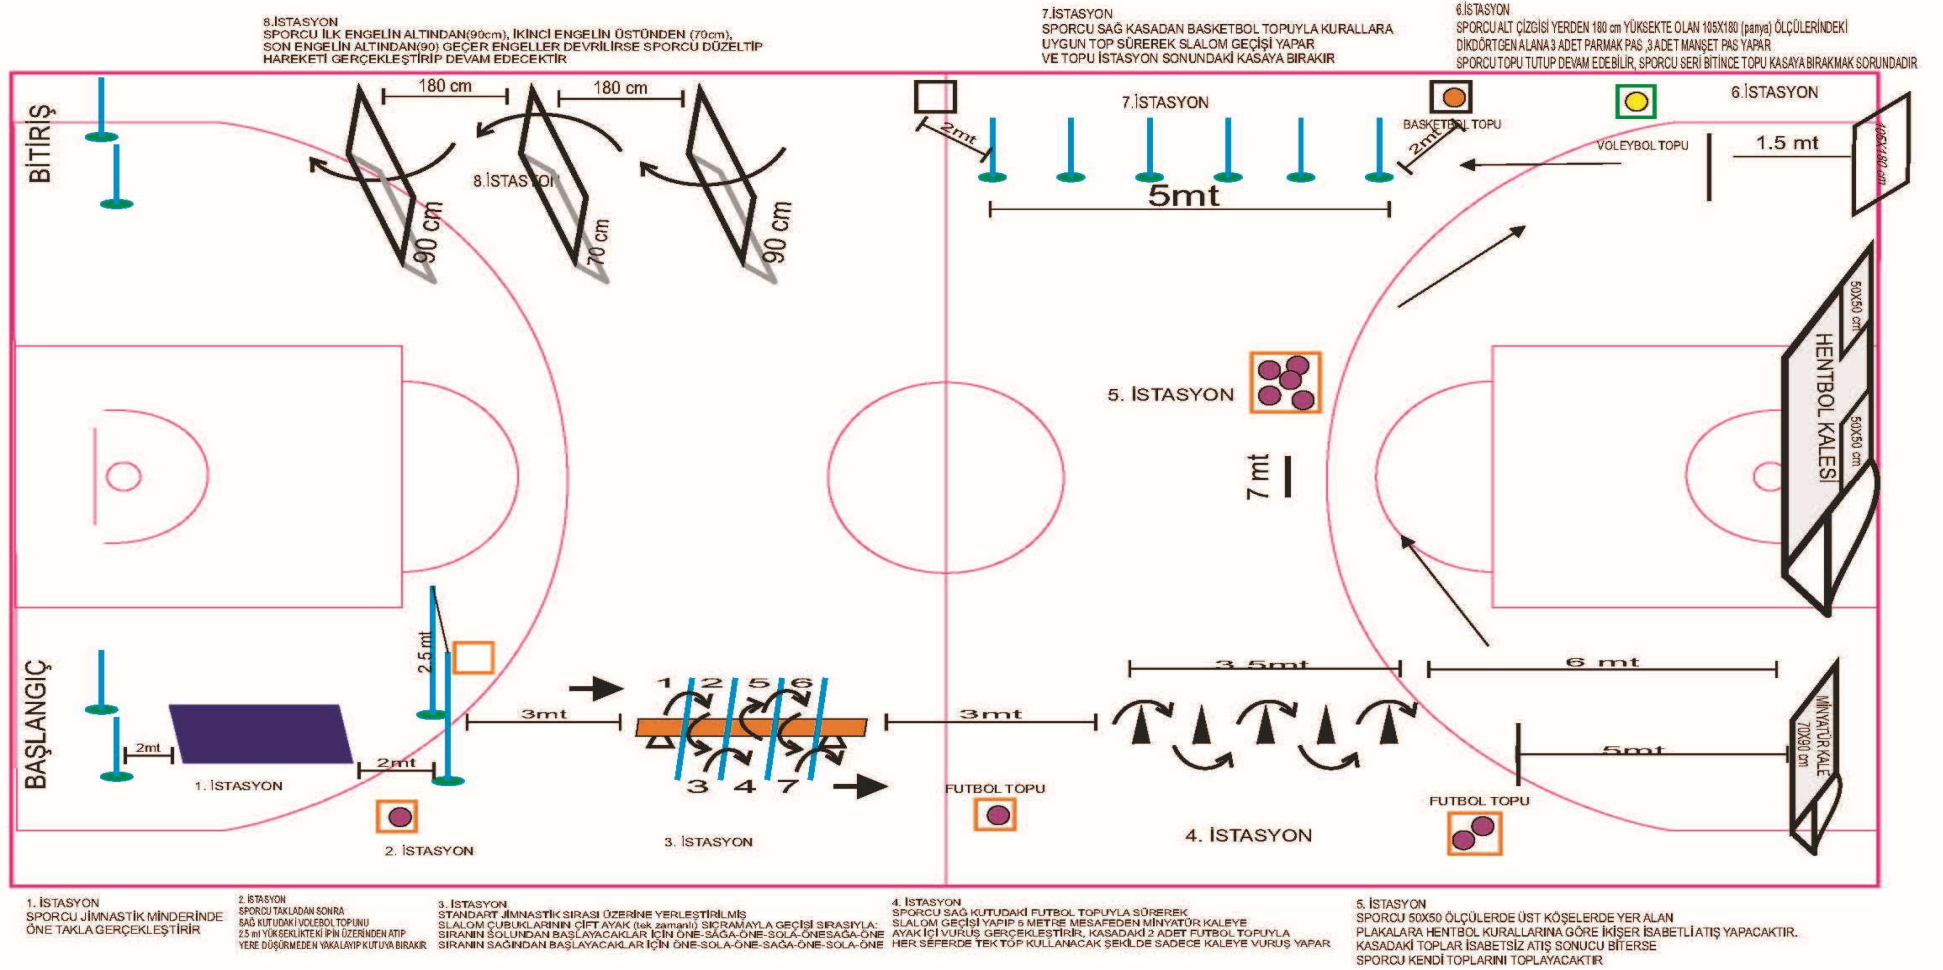 8.İSTASYON
SPORCU İLK ENGELİN ALTINDAN(90cm), İKİNCİ ENGELİN ÜSTÜNDEN (70cm),
SON ENGELİN ALTINDAN(90) GEÇER ENGELLER DEVRİLİRSE SPORCU DÜZELTİP
HAREKETİ GERÇEKLEŞTİRİP DEVAM EDECEKTİR
7.İSTASYON
SPORCU SAĞ KASADAN BASKETBOL TOPUYLA KURALLARA
UYGUN TOP SÜREREK SLALOM GEÇİŞİ YAPAR
VE TOPU İSTASYON SONUNDAKİ KASAYA BIRAKIR
6.İSTASYON
SPORCU ALT ÇİZGİSİ YERDEN 180 cm YÜKSEKTE OLAN 105X180 (panya) ÖLÇÜLERİNDEKİ
DİKDÖRTGEN ALANA 3 ADET PARMAK PAS ,3 ADET MANŞET PAS YAPAR
SPORCU TOPU TUTUP DEVAM EDEBİLİR, SPORCU SERİ BİTİNCE TOPU KASAYA BIRAKMAK SORUNDADIR
BİTİRİŞ
180 cm
180 cm
8.İSTASYON
90 cm
70 cm
90 cm
2mt
7.İSTASYON
BASKETBOL TOPU
2mt
5mt
6.İSTASYON
VOLEYBOL TOPU
1.5 mt
105X180 cm
5. İSTASYON
7 mt
50X50 cm
HENTBOL KALESİ
50X50 cm
BAŞLANGIÇ
2mt
1. İSTASYON
2mt
2.5 mt
2. İSTASYON
3mt
1 2 5 6
3 4 7
3. İSTASYON
3mt
FUTBOL TOPU
3.5mt
4. İSTASYON
6 mt
5mt
FUTBOL TOPU
MİNYATÜR KALE
70X90 cm
1. İSTASYON
SPORCU JİMNASTİK MİNDERİNDE
ÖNE TAKLA GERÇEKLEŞTİRİR
2. İSTASYON
SPORCU TAKLADAN SONRA
SAĞ KUTUDAKİ VOLEBOL TOPUNU
2.5 mt YÜKSEKLİKTEKİ İPİN ÜZERİNDEN ATIP
YERE DÜŞÜRMEDEN YAKALAYIP KUTUYA BIRAKIR
3. İSTASYON
STANDART JİMNASTİK SIRASI ÜZERİNE YERLEŞTİRİLMİŞ
SLALOM ÇUBUKLARININ ÇİFT AYAK (tek zamanlı) SIÇRAMAYLA GEÇİŞİ SIRASIYLA:
SIRANIN SOLUNDAN BAŞLAYACAKLAR İÇİN ÖNE-SAĞA-ÖNE-SOLA-ÖNESAĞA-ÖNE
SIRANIN SAĞINDAN BAŞLAYACAKLAR İÇİN ÖNE-SOLA-ÖNE-SAĞA-ÖNE-SOLA-ÖNE
4. İSTASYON
SPORCU SAĞ KUTUDAKİ FUTBOL TOPUYLA SÜREREK
SLALOM GEÇİŞİ YAPIP 5 METRE MESAFEDEN MİNYATÜR KALEYE
AYAK İÇİ VURUŞ GERÇEKLEŞTİRİR, KASADAKİ 2 ADET FUTBOL TOPUYLA
HER SEFERDE TEK TOP KULLANACAK ŞEKİLDE SADECE KALEYE VURUŞ YAPAR
5. İSTASYON
SPORCU 50X50 ÖLÇÜLERDE ÜST KÖŞELERDE YER ALAN
PLAKALARA HENTBOL KURALLARINA GÖRE İKİŞER İSABETLİ ATIŞ YAPACAKTIR.
KASADAKİ TOPLAR İSABETSİZ ATIŞ SONUCU BİTERSE
SPORCU KENDİ TOPLARINI TOPLAYACAKTIR